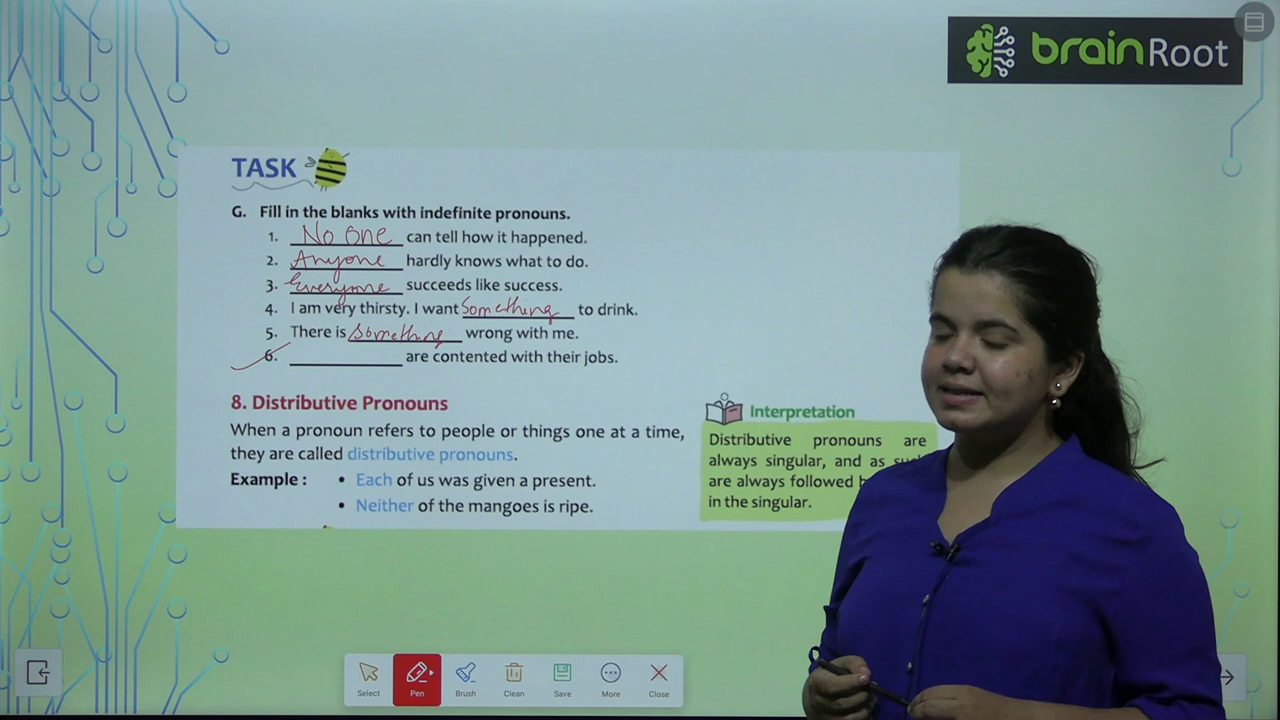 brainRoot
TASK
G. Fill in the blanks with indefinite pronouns.
1. No one can tell how it happened.
2. Anyone hardly knows what to do.
3. Everyone succeeds like success.
4. I am very thirsty. I want Something to drink.
5. There is Something wrong with me.
6. ____________ are contented with their jobs.
8. Distributive Pronouns
When a pronoun refers to people or things one at a time,
they are called distributive pronouns.
Example : • Each of us was given a present.
• Neither of the mangoes is ripe.
Interpretation
Distributive pronouns are
always singular, and as
are always followed
in the singular.
Select Pen Brush Clean Save More Close